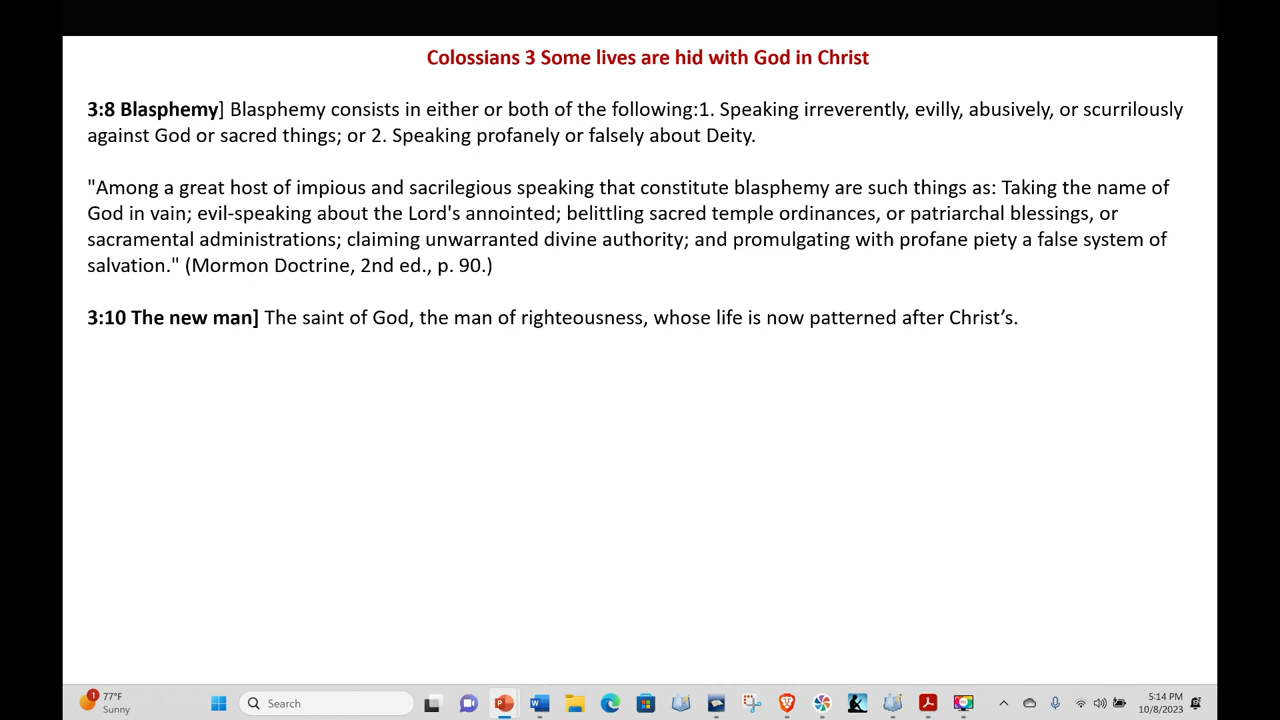 Colossians 3 Some lives are hid with God in Christ
3:8 Blasphemy] Blasphemy consists in either or both of the following:1. Speaking irreverently, evilly, abusively, or scurrilously
against God or sacred things; or 2. Speaking profanely or falsely about Deity.
"Among a great host of impious and sacrilegious speaking that constitute blasphemy are such things as: Taking the name of
God in vain; evil-speaking about the Lord's annointed; belittling sacred temple ordinances, or patriarchal blessings, or
sacramental administrations; claiming unwarranted divine authority; and promulgating with profane piety a false system of
salvation." (Mormon Doctrine, 2nd ed., p. 90.)
3:10 The new man] The saint of God, the man of righteousness, whose life is now patterned after Christ’s.
1
77°F
Sunny
Search
5:14 PM
10/8/2023